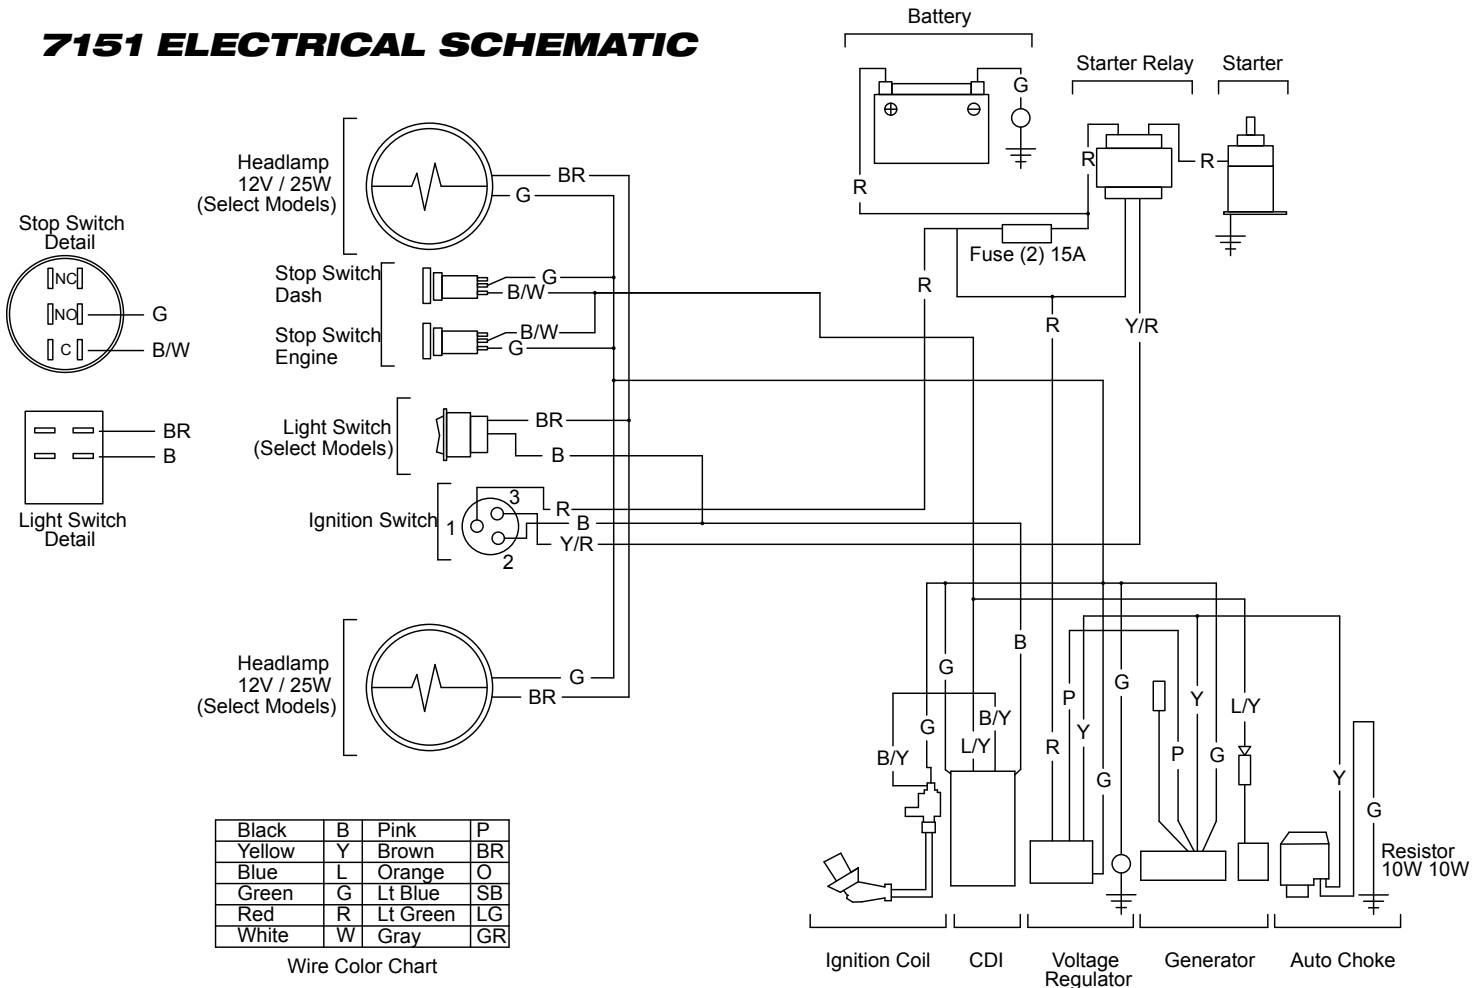 7151 ELECTRICAL SCHEMATIC
Battery
G
R
Starter Relay
Starter
R
R
Fuse (2) 15A
R
R
Y/R
Headlamp
12V / 25W
(Select Models)
BR
G
Stop Switch
Detail
NC
NO
C
G
B/W
Stop Switch
Dash
G
B/W
Stop Switch
Engine
B/W
G
BR
B
Light Switch
Detail
Light Switch
(Select Models)
BR
B
Ignition Switch
1
3
2
R
B
Y/R
Headlamp
12V / 25W
(Select Models)
G
BR
B
G
G
B/Y
B/Y
L/Y
R
P
Y
G
G
P
Y
G
L/Y
Y
G
Resistor
10W 10W
Ignition Coil
CDI
Voltage
Regulator
Generator
Auto Choke
Black B Pink P
Yellow Y Brown BR
Blue L Orange O
Green G Lt Blue SB
Red R Lt Green LG
White W Gray GR
Wire Color Chart